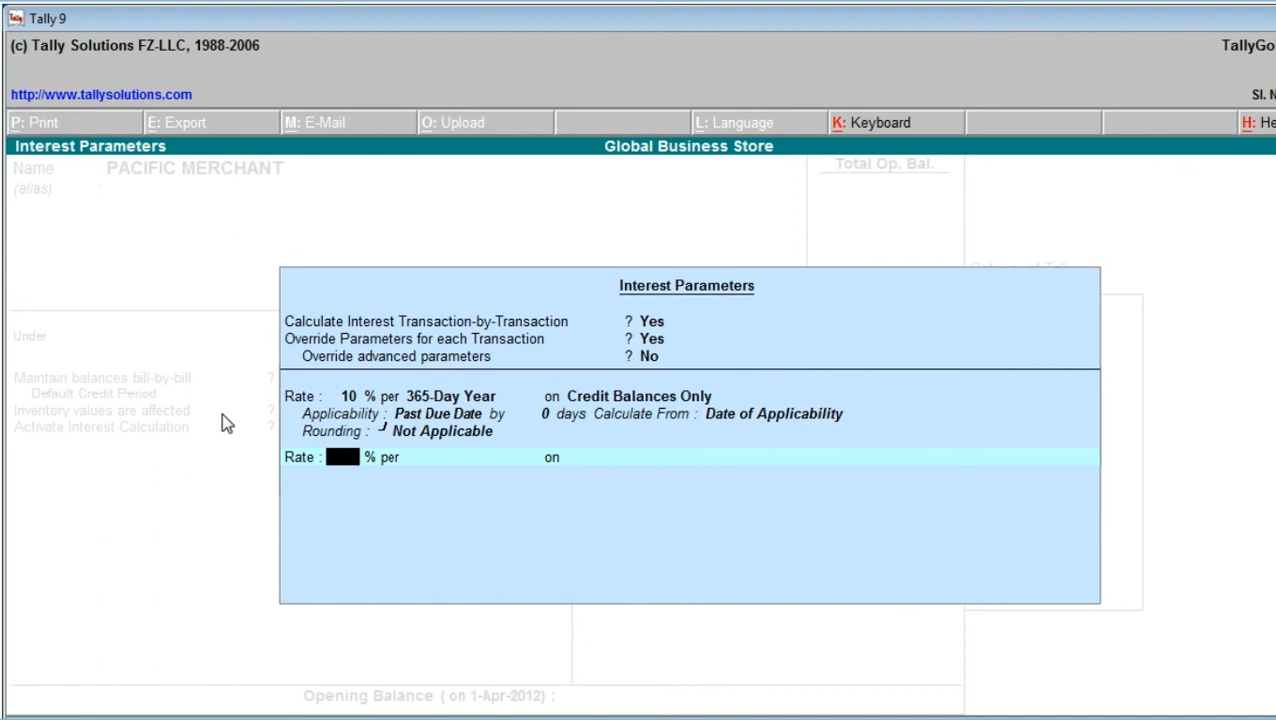 Tally 9
(c) Tally Solutions FZ-LLC, 1988-2006
TallyGo
http://www.tallysolutions.com
Sl. N
P: Print E: Export M: E-Mail O: Upload L: Language K: Keyboard H: He
Interest Parameters Global Business Store
Name : PACIFIC MERCHANT Total Op. Bal.
(alias) :
Interest Parameters
Calculate Interest Transaction-by-Transaction ? Yes
Override Parameters for each Transaction ? Yes
Override advanced parameters ? No
Under :
Maintain balances bill-by-bill ?
Default Credit Period :
Inventory values are affected ?
Activate Interest Calculation ?
Rate : 10 % per 365-Day Year on Credit Balances Only
Applicability : Past Due Date by 0 days Calculate From : Date of Applicability
Rounding : ┘ Not Applicable
Rate : % per on
Opening Balance ( on 1-Apr-2012) :